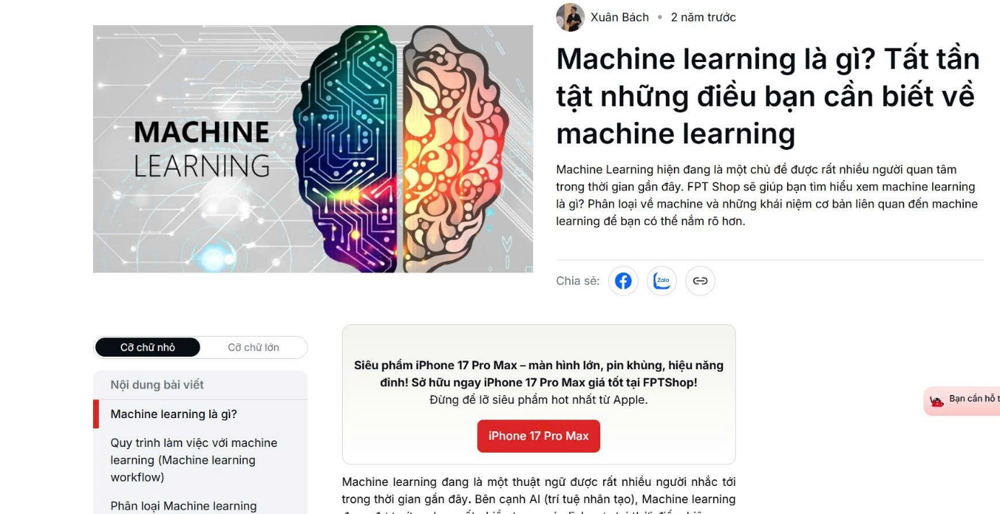 MACHINE
LEARNING
Xuân Bách • 2 năm trước
Machine learning là gì? Tất tần
tật những điều bạn cần biết về
machine learning
Machine Learning hiện đang là một chủ đề được rất nhiều người quan tâm
trong thời gian gần đây. FPT Shop sẽ giúp bạn tìm hiểu xem machine learning
là gì? Phân loại về machine và những khái niệm cơ bản liên quan đến machine
learning để bạn có thể nắm rõ hơn.
Chia sẻ:
Zalo
Cỡ chữ nhỏ
Cỡ chữ lớn
Nội dung bài viết
Machine learning là gì?
Quy trình làm việc với machine
learning (Machine learning
workflow)
Phân loại Machine learning
Siêu phẩm iPhone 17 Pro Max – màn hình lớn, pin khủng, hiệu năng
đỉnh! Sở hữu ngay iPhone 17 Pro Max giá tốt tại FPTShop!
Đừng để lỡ siêu phẩm hot nhất từ Apple.
iPhone 17 Pro Max
Machine learning đang là một thuật ngữ được rất nhiều người nhắc tới
trong thời gian gần đây. Bên cạnh AI (trí tuệ nhân tạo), Machine learning
Bạn cần hỗ